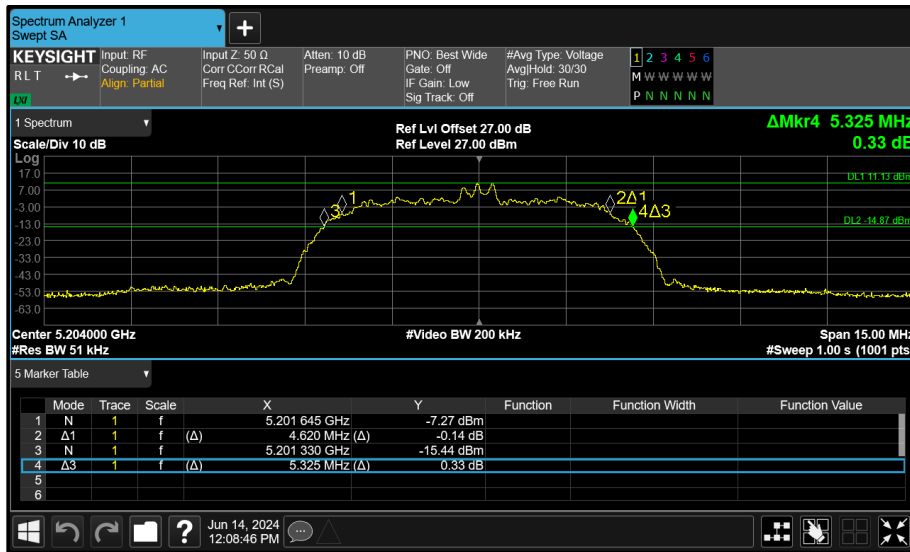 Spectrum Analyzer 1
Swept SA
+
KEYSIGHT Input: RF Input Z: 50 Ω Atten: 10 dB PNO: Best Wide #Avg Type: Voltage 1 2 3 4 5 6
R L T Coupling: AC Corr CCorr RCal Preamp: Off Gate: Off Avg|Hold: 30/30 M W W W W W
Align: Partial Freq Ref: Int (S) IF Gain: Low Trig: Free Run P N N N N N
LXI Sig Track: Off
1 Spectrum
Ref Lvl Offset 27.00 dB ΔMkr4 5.325 MHz
Scale/Div 10 dB Ref Level 27.00 dBm 0.33 dB
Log
17.0
DL1 11.13 dBm
7.00
1 2Δ1
-3.00
3 4Δ3
-13.0
DL2 -14.87 dBm
-23.0
-33.0
-43.0
-53.0
-63.0
Center 5.204000 GHz #Video BW 200 kHz Span 15.00 MHz
#Res BW 51 kHz #Sweep 1.00 s (1001 pts
5 Marker Table
Mode Trace Scale X Y Function Function Width Function Value
1 N 1 f 5.201 645 GHz -7.27 dBm
2 Δ1 1 f (Δ) 4.620 MHz (Δ) -0.14 dB
3 N 1 f 5.201 330 GHz -15.44 dBm
4 Δ3 1 f (Δ) 5.325 MHz (Δ) 0.33 dB
5
6
? Jun 14, 2024
12:08:46 PM